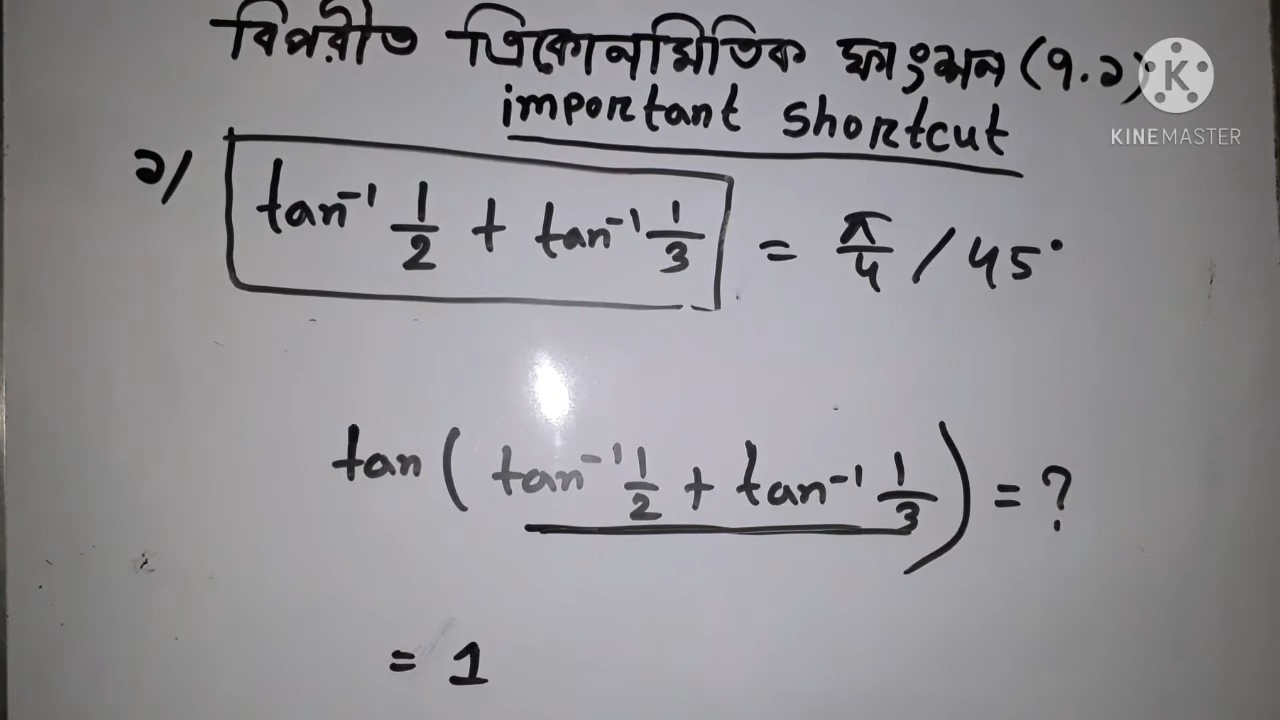 বিপরীত ত্রিকোনমিতিক ফাংশন (৭.১)
important shortcut
১/ tan⁻¹ 1/2 + tan⁻¹ 1/3 = π/4 / 45°
tan( tan⁻¹ 1/2 + tan⁻¹ 1/3 ) = ?
= 1
K
KINEMASTER